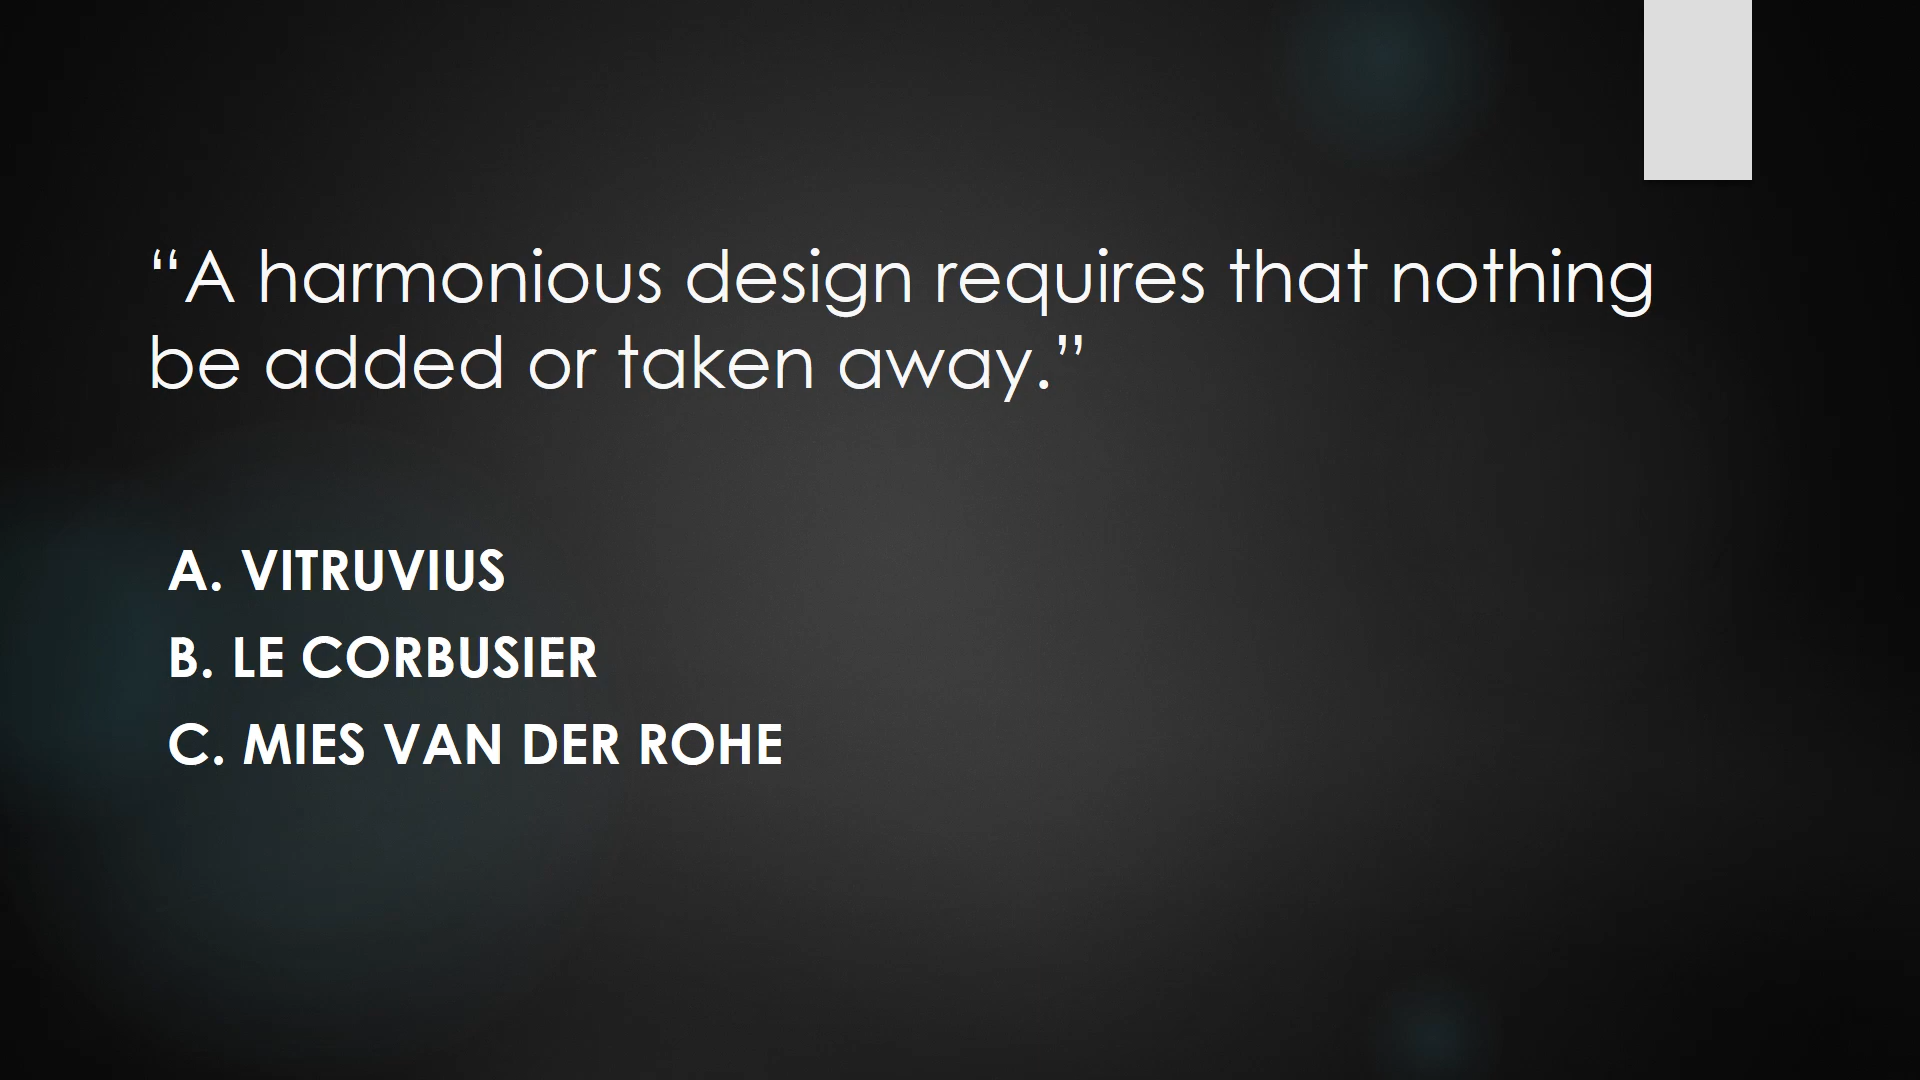 “A harmonious design requires that nothing
be added or taken away.”
A. VITRUVIUS
B. LE CORBUSIER
C. MIES VAN DER ROHE